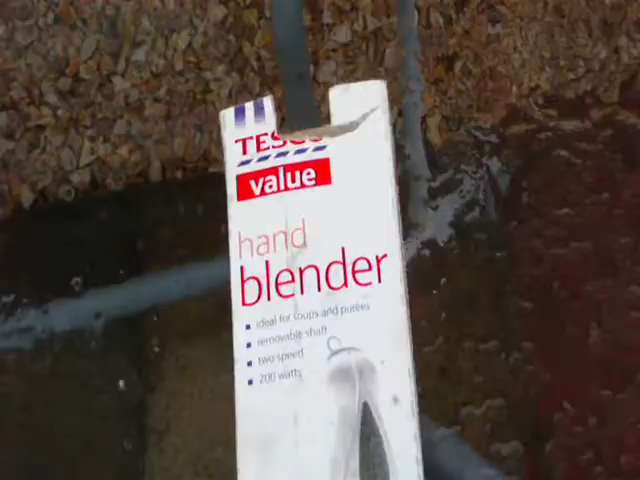 TESCO
value
hand
blender
ideal for soups and purées
removable shaft
two speed
200 watts